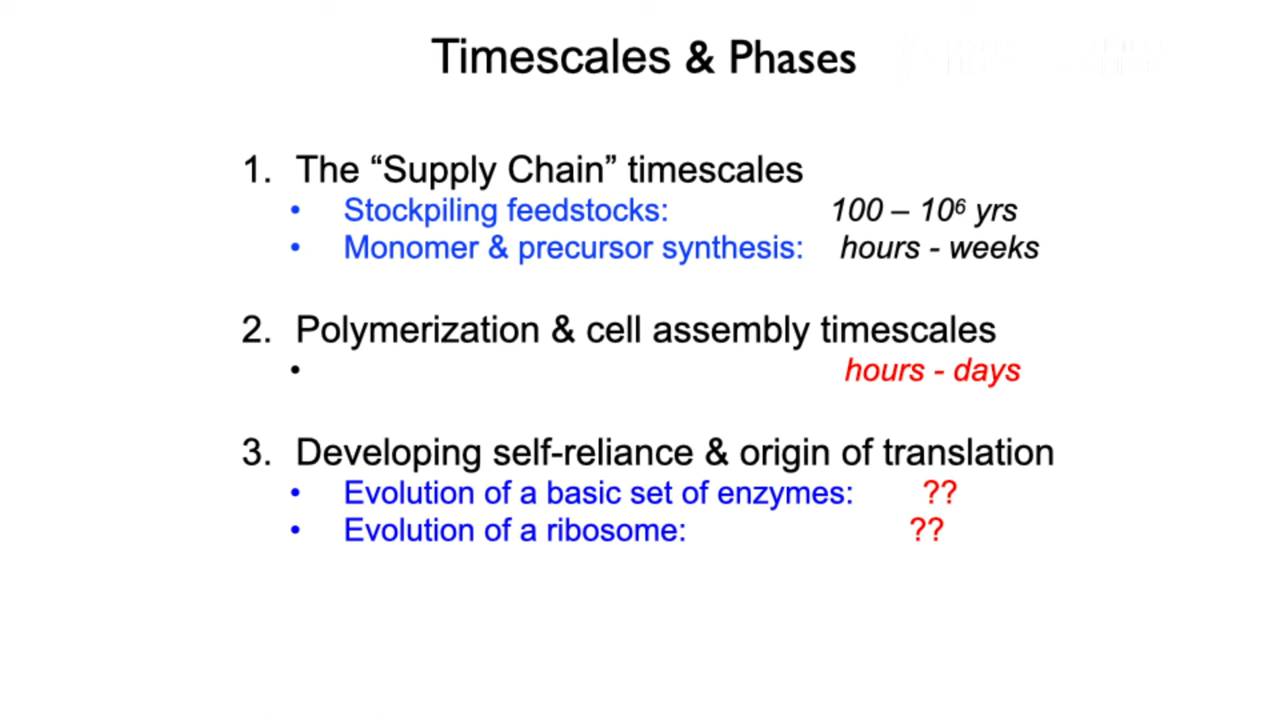 Timescales & Phases
1. The “Supply Chain” timescales
• Stockpiling feedstocks: 100 – 10⁶ yrs
• Monomer & precursor synthesis: hours - weeks
2. Polymerization & cell assembly timescales
• hours - days
3. Developing self-reliance & origin of translation
• Evolution of a basic set of enzymes: ??
• Evolution of a ribosome: ??